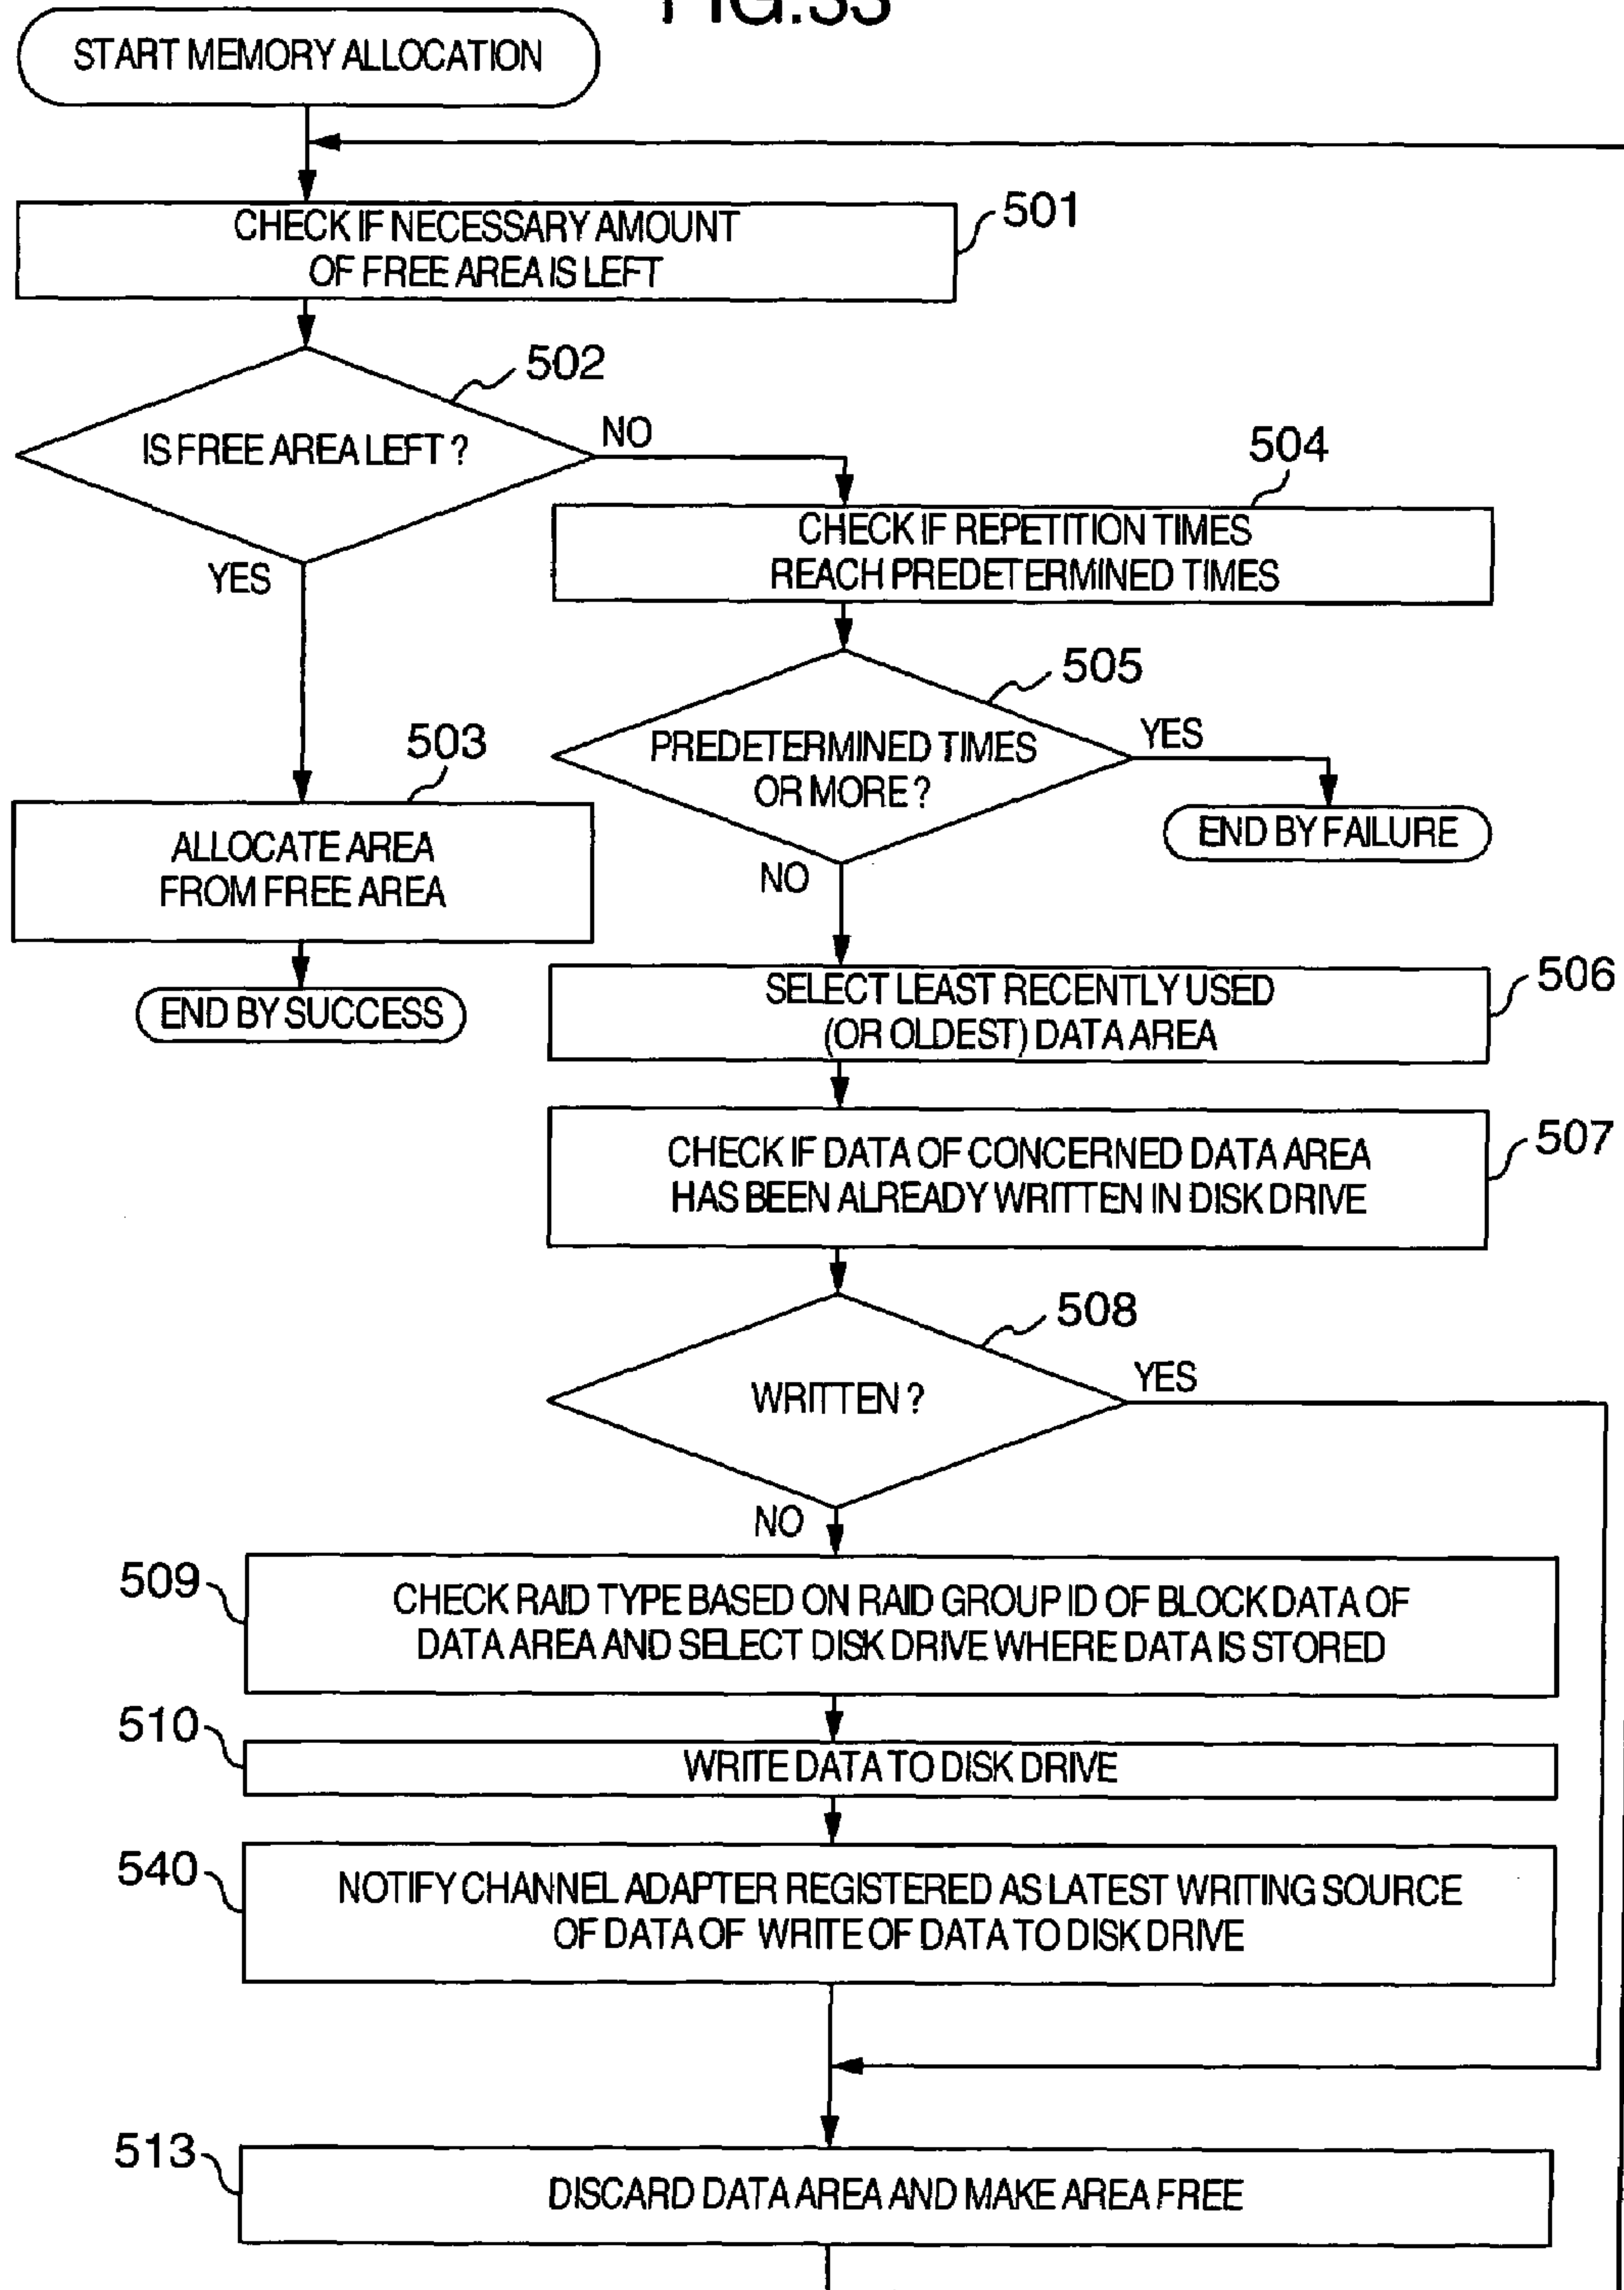 FIG.33
START MEMORY ALLOCATION
CHECK IF NECESSARY AMOUNT
OF FREE AREA IS LEFT
501
502
IS FREE AREA LEFT ?
NO
504
CHECK IF REPETITION TIMES
REACH PREDETERMINED TIMES
YES
505
PREDETERMINED TIMES
OR MORE ?
YES
503
END BY FAILURE
ALLOCATE AREA
FROM FREE AREA
NO
END BY SUCCESS
SELECT LEAST RECENTLY USED
(OR OLDEST) DATA AREA
506
CHECK IF DATA OF CONCERNED DATA AREA
HAS BEEN ALREADY WRITTEN IN DISK DRIVE
507
508
WRITTEN ?
YES
NO
509
CHECK RAID TYPE BASED ON RAID GROUP ID OF BLOCK DATA OF
DATA AREA AND SELECT DISK DRIVE WHERE DATA IS STORED
510
WRITE DATA TO DISK DRIVE
540
NOTIFY CHANNEL ADAPTER REGISTERED AS LATEST WRITING SOURCE
OF DATA OF WRITE OF DATA TO DISK DRIVE
513
DISCARD DATA AREA AND MAKE AREA FREE